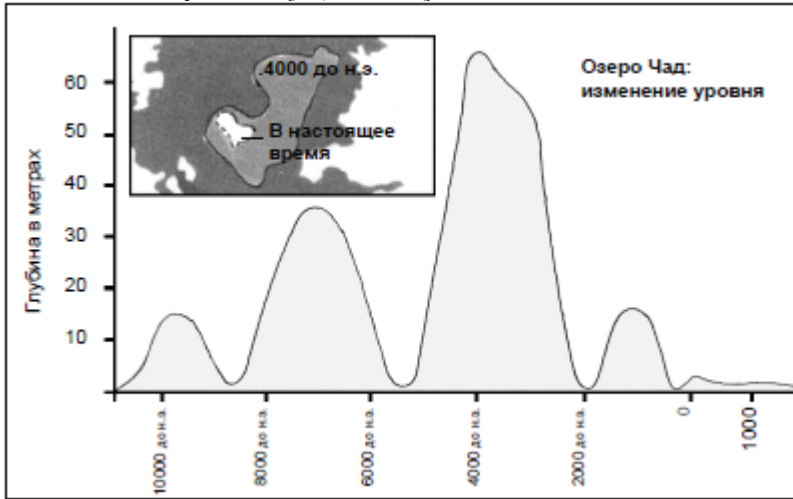 .4000 до н.э.
В настоящее
время
Озеро Чад:
изменение уровня
Глубина в метрах
60
50
40
30
20
10
10000 до н.э.
8000 до н.э.
6000 до н.э.
4000 до н.э.
2000 до н.э.
0
1000